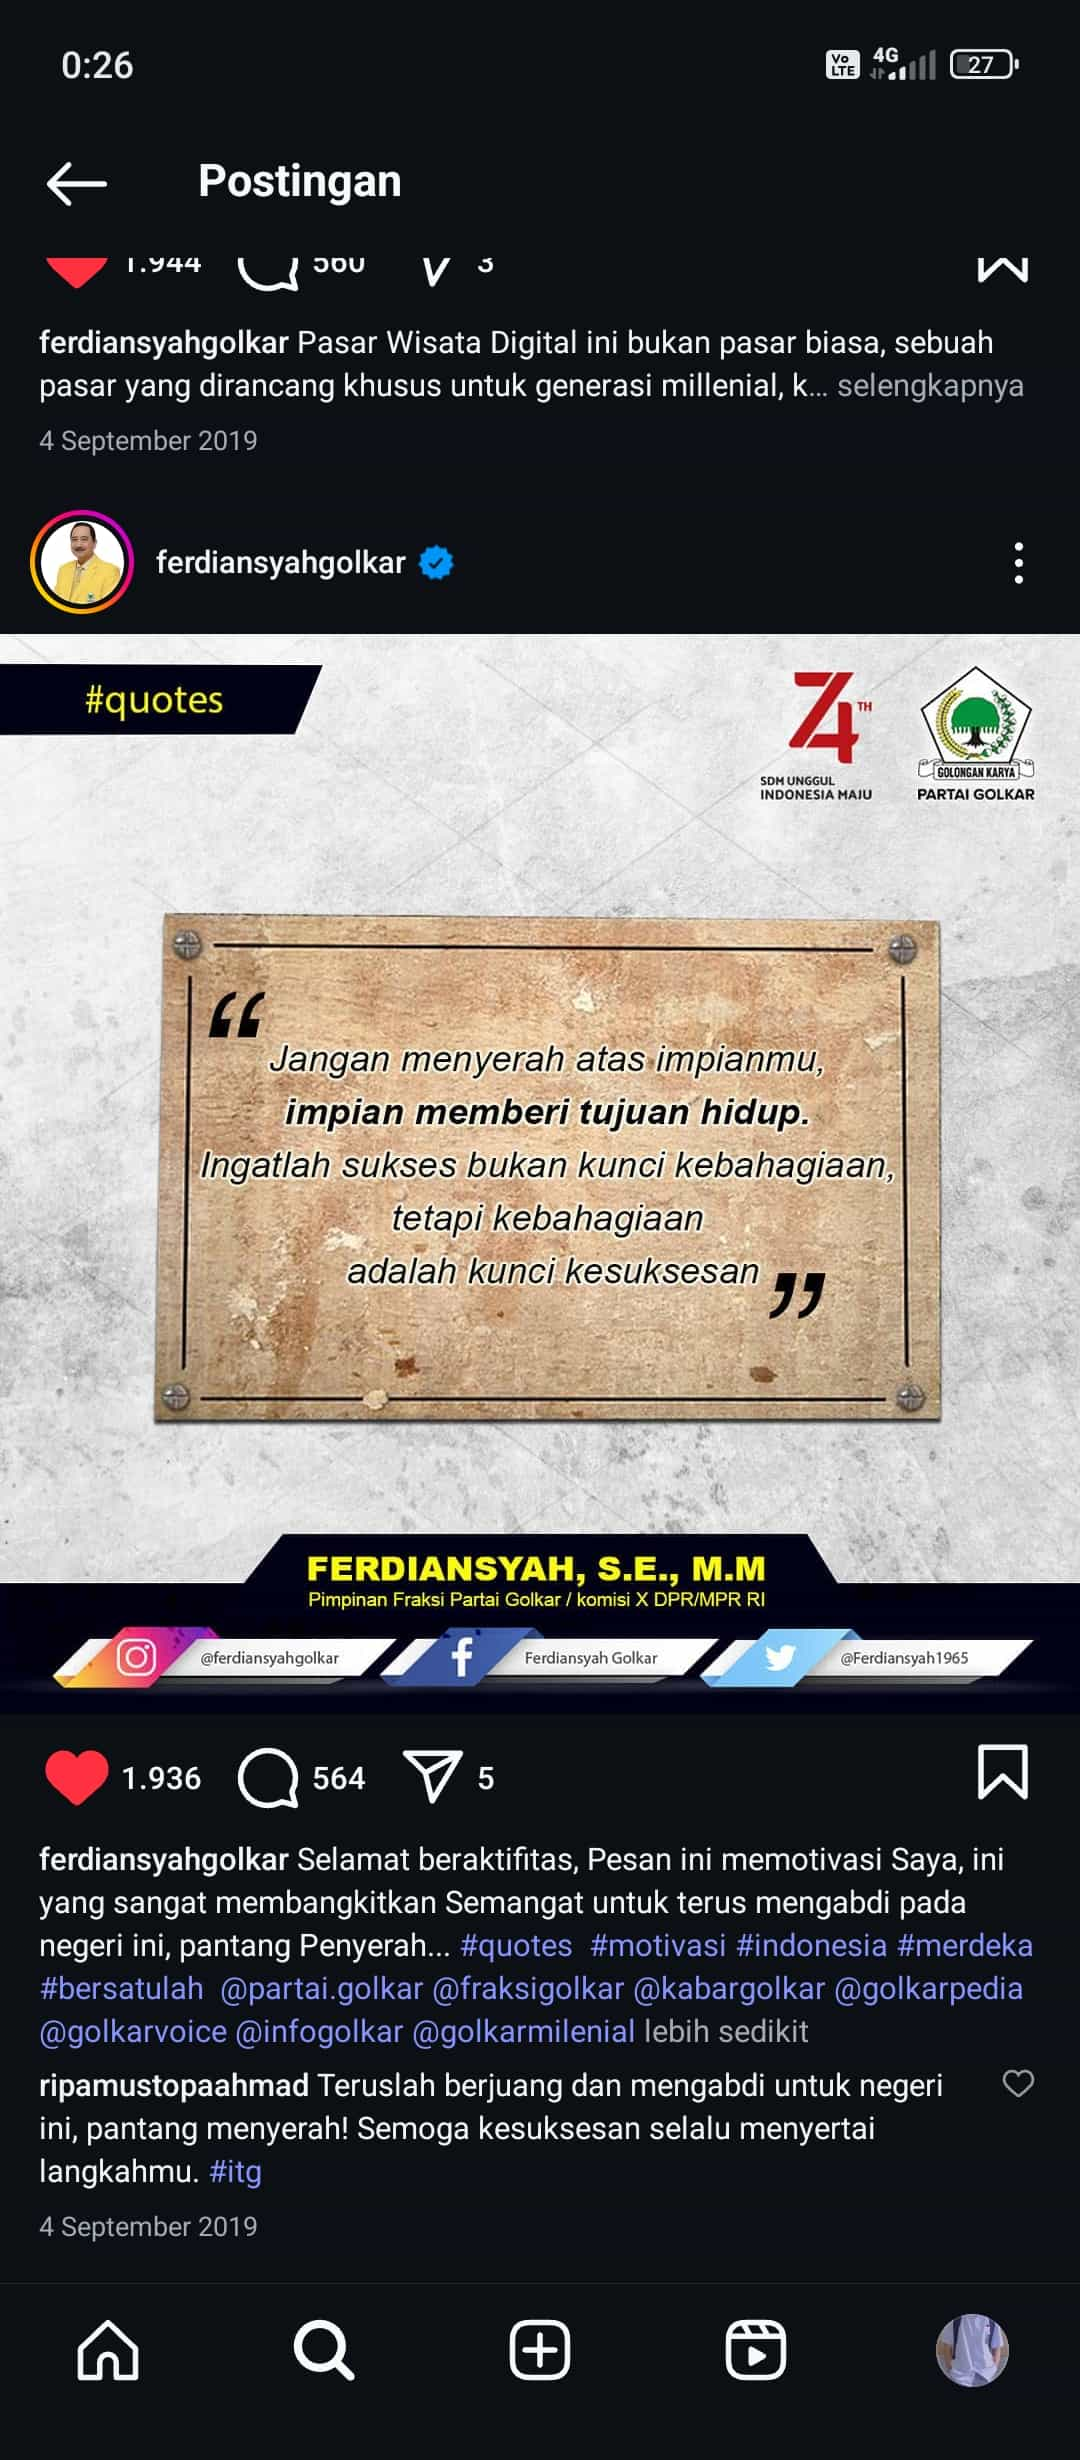 0:26
Vo LTE 4G 27
Postingan
1.944 560 3
ferdiansyahgolkar Pasar Wisata Digital ini bukan pasar biasa, sebuah
pasar yang dirancang khusus untuk generasi millenial, k... selengkapnya
4 September 2019
ferdiansyahgolkar
#quotes
74TH
SDM UNGGUL
INDONESIA MAJU
GOLONGAN KARYA
PARTAI GOLKAR
“
Jangan menyerah atas impianmu,
impian memberi tujuan hidup.
Ingatlah sukses bukan kunci kebahagiaan,
tetapi kebahagiaan
adalah kunci kesuksesan ”
FERDIANSYAH, S.E., M.M
Pimpinan Fraksi Partai Golkar / komisi X DPR/MPR RI
@ferdiansyahgolkar f Ferdiansyah Golkar @Ferdiansyah1965
1.936 564 5
ferdiansyahgolkar Selamat beraktifitas, Pesan ini memotivasi Saya, ini
yang sangat membangkitkan Semangat untuk terus mengabdi pada
negeri ini, pantang Penyerah... #quotes #motivasi #indonesia #merdeka
#bersatulah @partai.golkar @fraksigolkar @kabargolkar @golkarpedia
@golkarvoice @infogolkar @golkarmilenial lebih sedikit
ripamustopaahmad Teruslah berjuang dan mengabdi untuk negeri
ini, pantang menyerah! Semoga kesuksesan selalu menyertai
langkahmu. #itg
4 September 2019